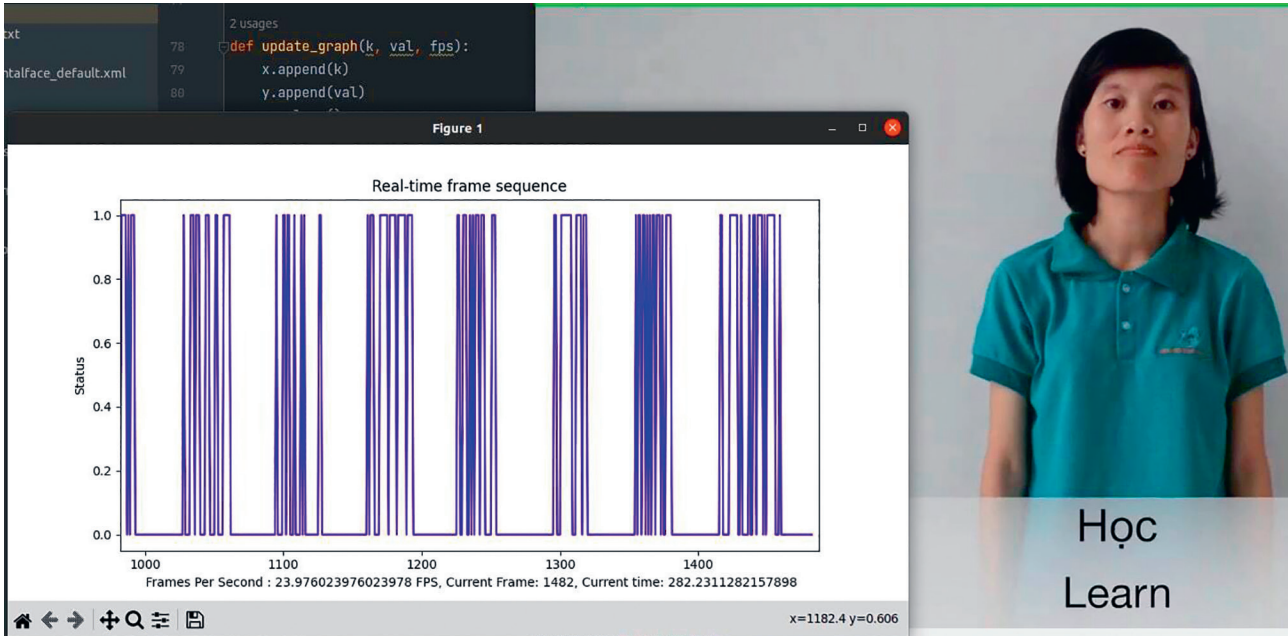 txt
ntalface_default.xml
2 usages
78 def update_graph(k, val, fps):
79 x.append(k)
80 y.append(val)
Figure 1
Real-time frame sequence
1.0
0.8
0.6
0.4
0.2
0.0
Status
1000 1100 1200 1300 1400
Frames Per Second : 23.976023976023978 FPS, Current Frame: 1482, Current time: 282.2311282157898
x=1182.4 y=0.606
Học
Learn